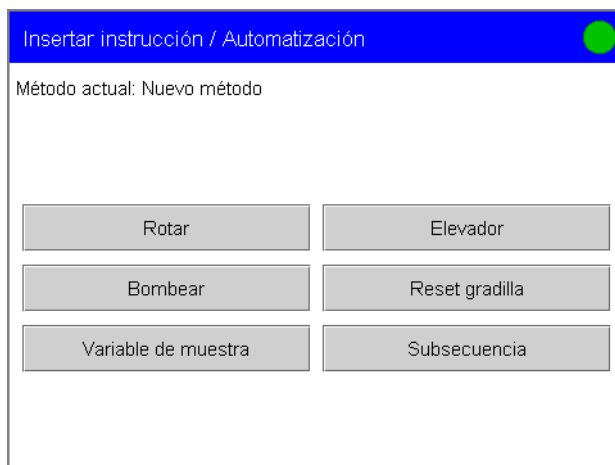 Insertar instrucción / Automatización
Método actual: Nuevo método
Rotar
Elevador
Bombear
Reset gradilla
Variable de muestra
Subsecuencia